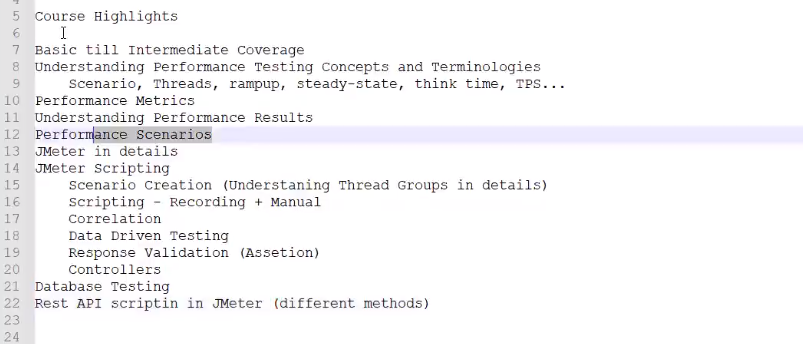 5 Course Highlights
6
7 Basic till Intermediate Coverage
8 Understanding Performance Testing Concepts and Terminologies
9 Scenario, Threads, rampup, steady-state, think time, TPS...
10 Performance Metrics
11 Understanding Performance Results
12 Performance Scenarios
13 JMeter in details
14 JMeter Scripting
15 Scenario Creation (Understaning Thread Groups in details)
16 Scripting - Recording + Manual
17 Correlation
18 Data Driven Testing
19 Response Validation (Assetion)
20 Controllers
21 Database Testing
22 Rest API scriptin in JMeter (different methods)
23
24